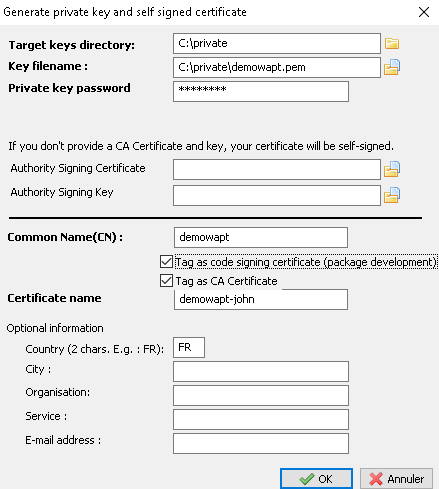 Generate private key and self signed certificate
Target keys directory: C:\private
Key filename : C:\private\demowapt.pem
Private key password ********
If you don't provide a CA Certificate and key, your certificate will be self-signed.
Authority Signing Certificate
Authority Signing Key
Common Name(CN) : demowapt
Tag as code signing certificate (package development)
Tag as CA Certificate
Certificate name demowapt-john
Optional information
Country (2 chars. E.g. : FR): FR
City :
Organisation:
Service :
E-mail address :
OK Annuler